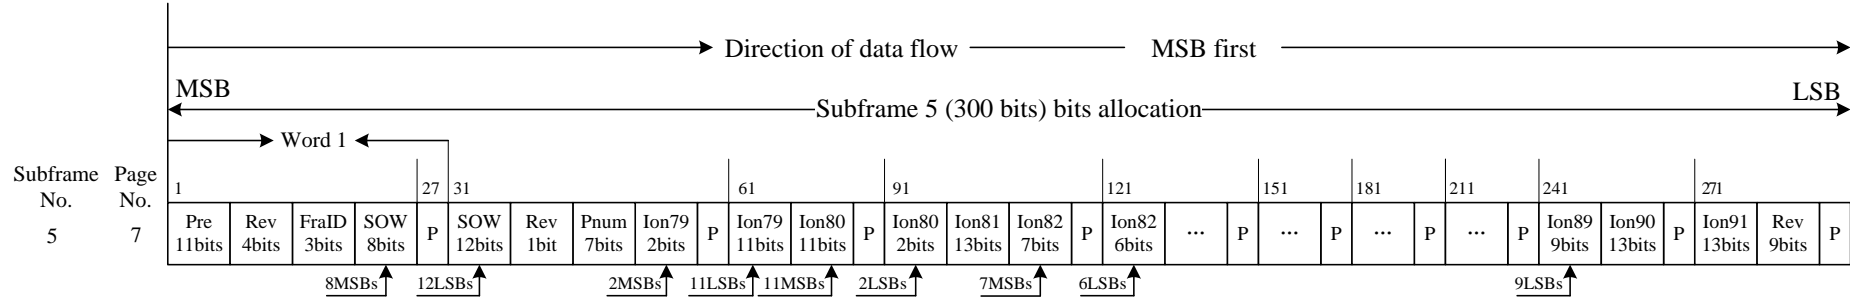 Direction of data flow MSB first
MSB LSB
Subframe 5 (300 bits) bits allocation
Word 1
Subframe No. Page No.
1 27 31 61 91 121 151 181 211 241 271
5 7
Pre 11bits
Rev 4bits
FraID 3bits
SOW 8bits
P
SOW 12bits
Rev 1bit
Pnum 7bits
Ion79 2bits
P
Ion79 11bits
Ion80 11bits
P
Ion80 2bits
Ion81 13bits
Ion82 7bits
P
Ion82 6bits
...
P
...
P
...
P
...
P
Ion89 9bits
Ion90 13bits
P
Ion91 13bits
Rev 9bits
P
8MSBs 12LSBs 2MSBs 11LSBs 11MSBs 2LSBs 7MSBs 6LSBs 9LSBs